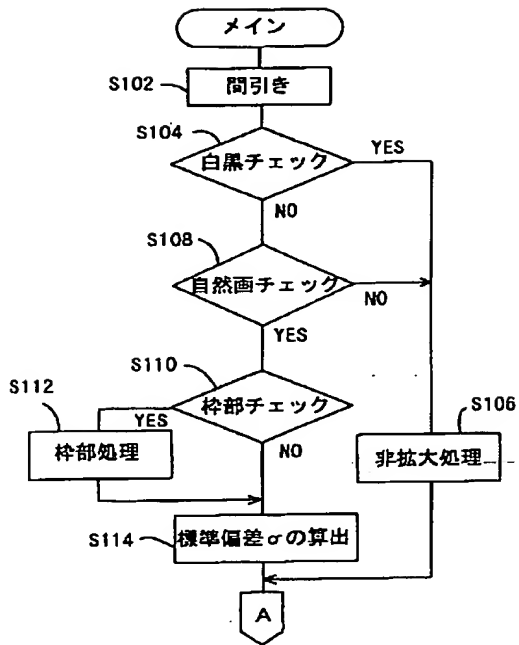 メイン
S102
間引き
S104
白黒チェック
YES
NO
S108
自然画チェック
NO
YES
S110
枠部チェック
S112
YES
枠部処理
NO
S106
非拡大処理
S114
標準偏差σの算出
A